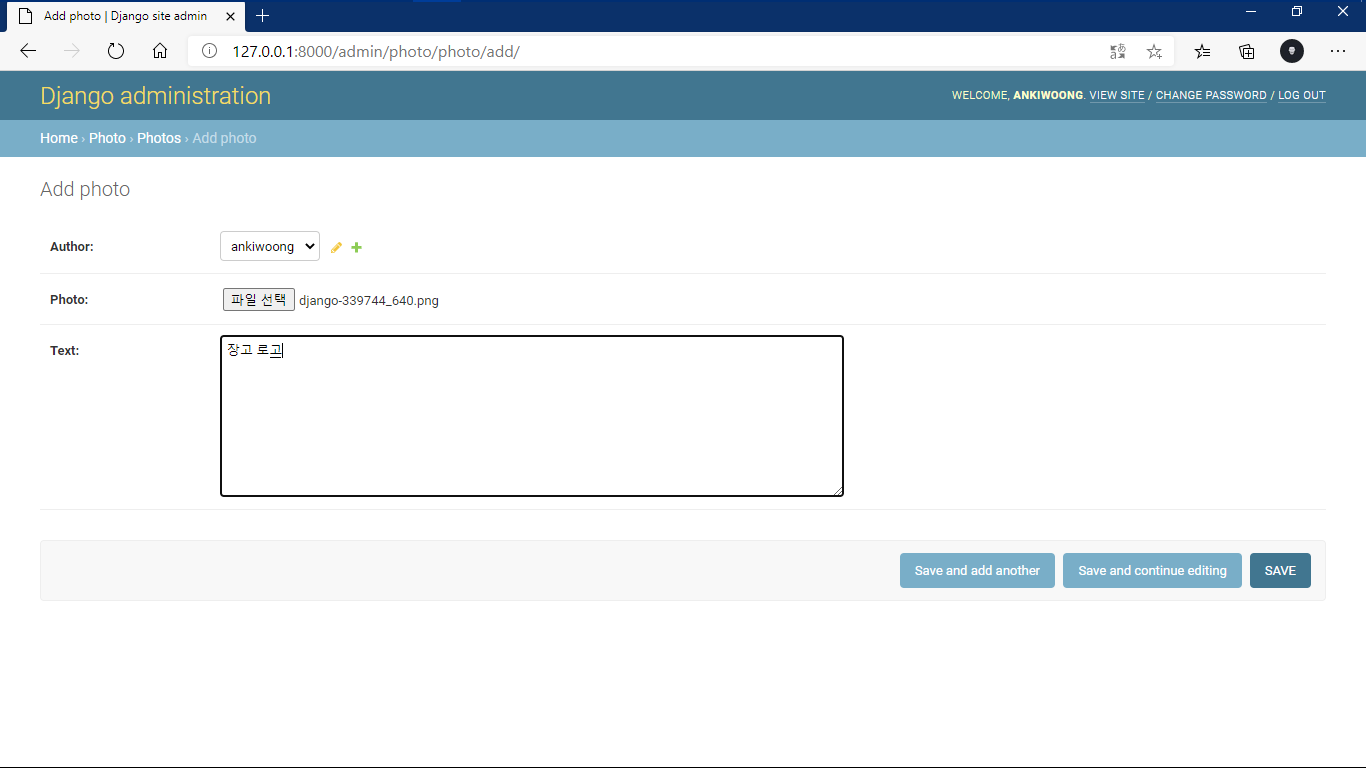 Add photo | Django site admin
127.0.0.1:8000/admin/photo/photo/add/
Django administration
WELCOME, ANKIWOONG. VIEW SITE / CHANGE PASSWORD / LOG OUT
Home › Photo › Photos › Add photo
Add photo
Author: ankiwoong
Photo: 파일 선택 django-339744_640.png
Text: 장고 로고
Save and add another Save and continue editing SAVE